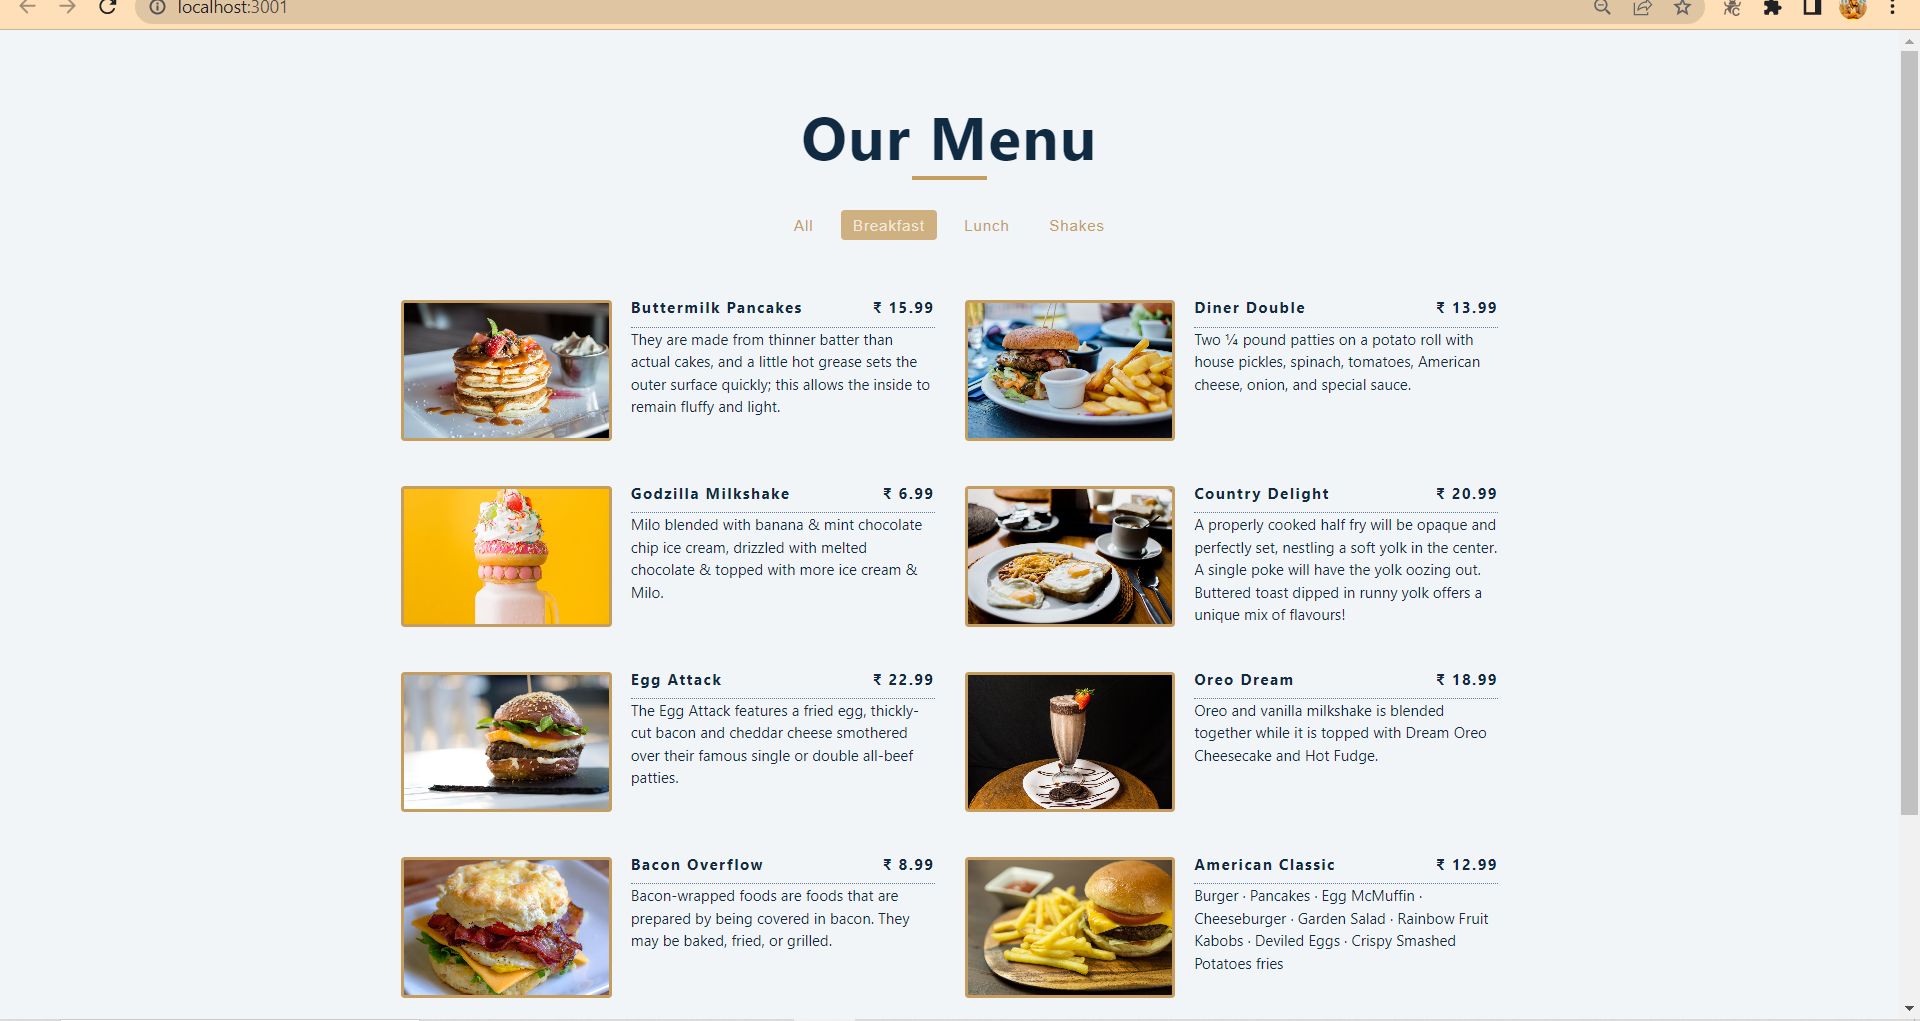 localhost:3001
Our Menu
All Breakfast Lunch Shakes
Buttermilk Pancakes ₹ 15.99
They are made from thinner batter than
actual cakes, and a little hot grease sets the
outer surface quickly; this allows the inside to
remain fluffy and light.
Diner Double ₹ 13.99
Two ¼ pound patties on a potato roll with
house pickles, spinach, tomatoes, American
cheese, onion, and special sauce.
Godzilla Milkshake ₹ 6.99
Milo blended with banana & mint chocolate
chip ice cream, drizzled with melted
chocolate & topped with more ice cream &
Milo.
Country Delight ₹ 20.99
A properly cooked half fry will be opaque and
perfectly set, nestling a soft yolk in the center.
A single poke will have the yolk oozing out.
Buttered toast dipped in runny yolk offers a
unique mix of flavours!
Egg Attack ₹ 22.99
The Egg Attack features a fried egg, thickly-
cut bacon and cheddar cheese smothered
over their famous single or double all-beef
patties.
Oreo Dream ₹ 18.99
Oreo and vanilla milkshake is blended
together while it is topped with Dream Oreo
Cheesecake and Hot Fudge.
Bacon Overflow ₹ 8.99
Bacon-wrapped foods are foods that are
prepared by being covered in bacon. They
may be baked, fried, or grilled.
American Classic ₹ 12.99
Burger · Pancakes · Egg McMuffin ·
Cheeseburger · Garden Salad · Rainbow Fruit
Kabobs · Deviled Eggs · Crispy Smashed
Potatoes fries